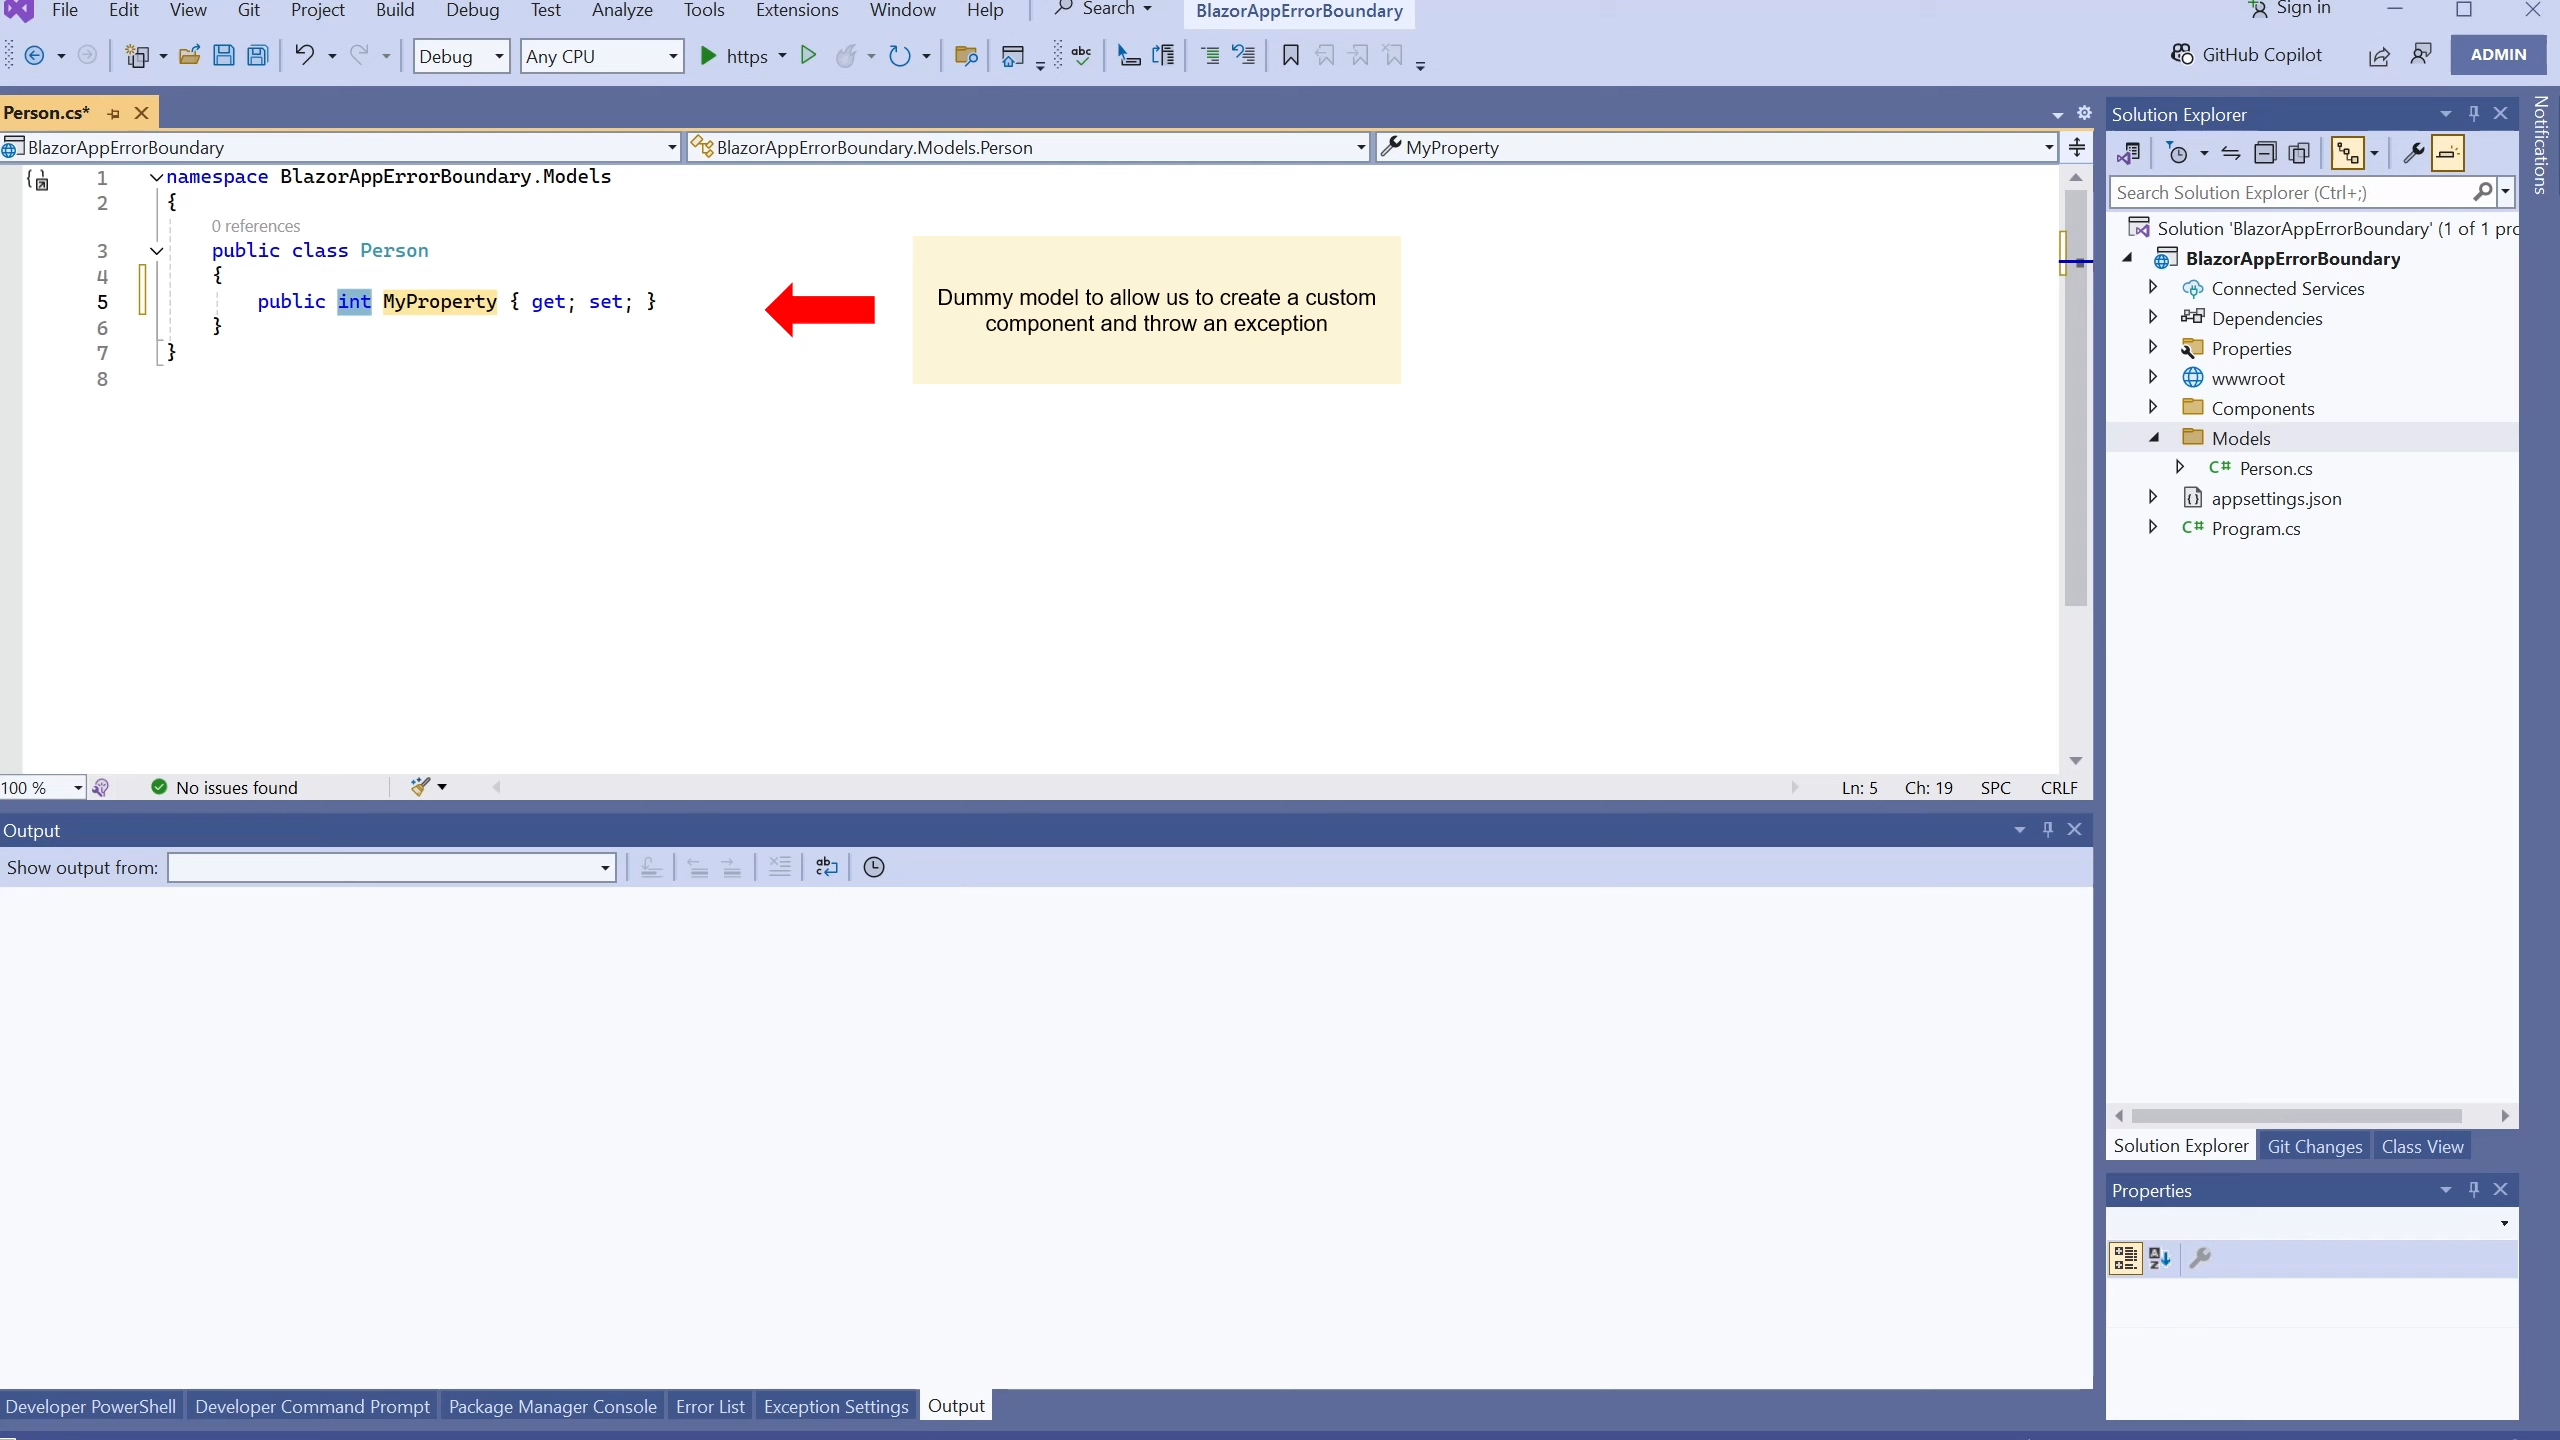 File Edit View Git Project Build Debug Test Analyze Tools Extensions Window Help Search BlazorAppErrorBoundary Sign in
Debug Any CPU https abc GitHub Copilot ADMIN
Person.cs*
BlazorAppErrorBoundary BlazorAppErrorBoundary.Models.Person MyProperty
1 namespace BlazorAppErrorBoundary.Models
2 {
0 references
3 public class Person
4 {
5 public int MyProperty { get; set; }
6 }
7 }
8
Dummy model to allow us to create a custom
component and throw an exception
100 % No issues found Ln: 5 Ch: 19 SPC CRLF
Output
Show output from:
Developer PowerShell Developer Command Prompt Package Manager Console Error List Exception Settings Output
Solution Explorer
Search Solution Explorer (Ctrl+;)
Solution 'BlazorAppErrorBoundary' (1 of 1 pro
BlazorAppErrorBoundary
Connected Services
Dependencies
Properties
wwwroot
Components
Models
C# Person.cs
appsettings.json
C# Program.cs
Solution Explorer Git Changes Class View
Properties
Notifications